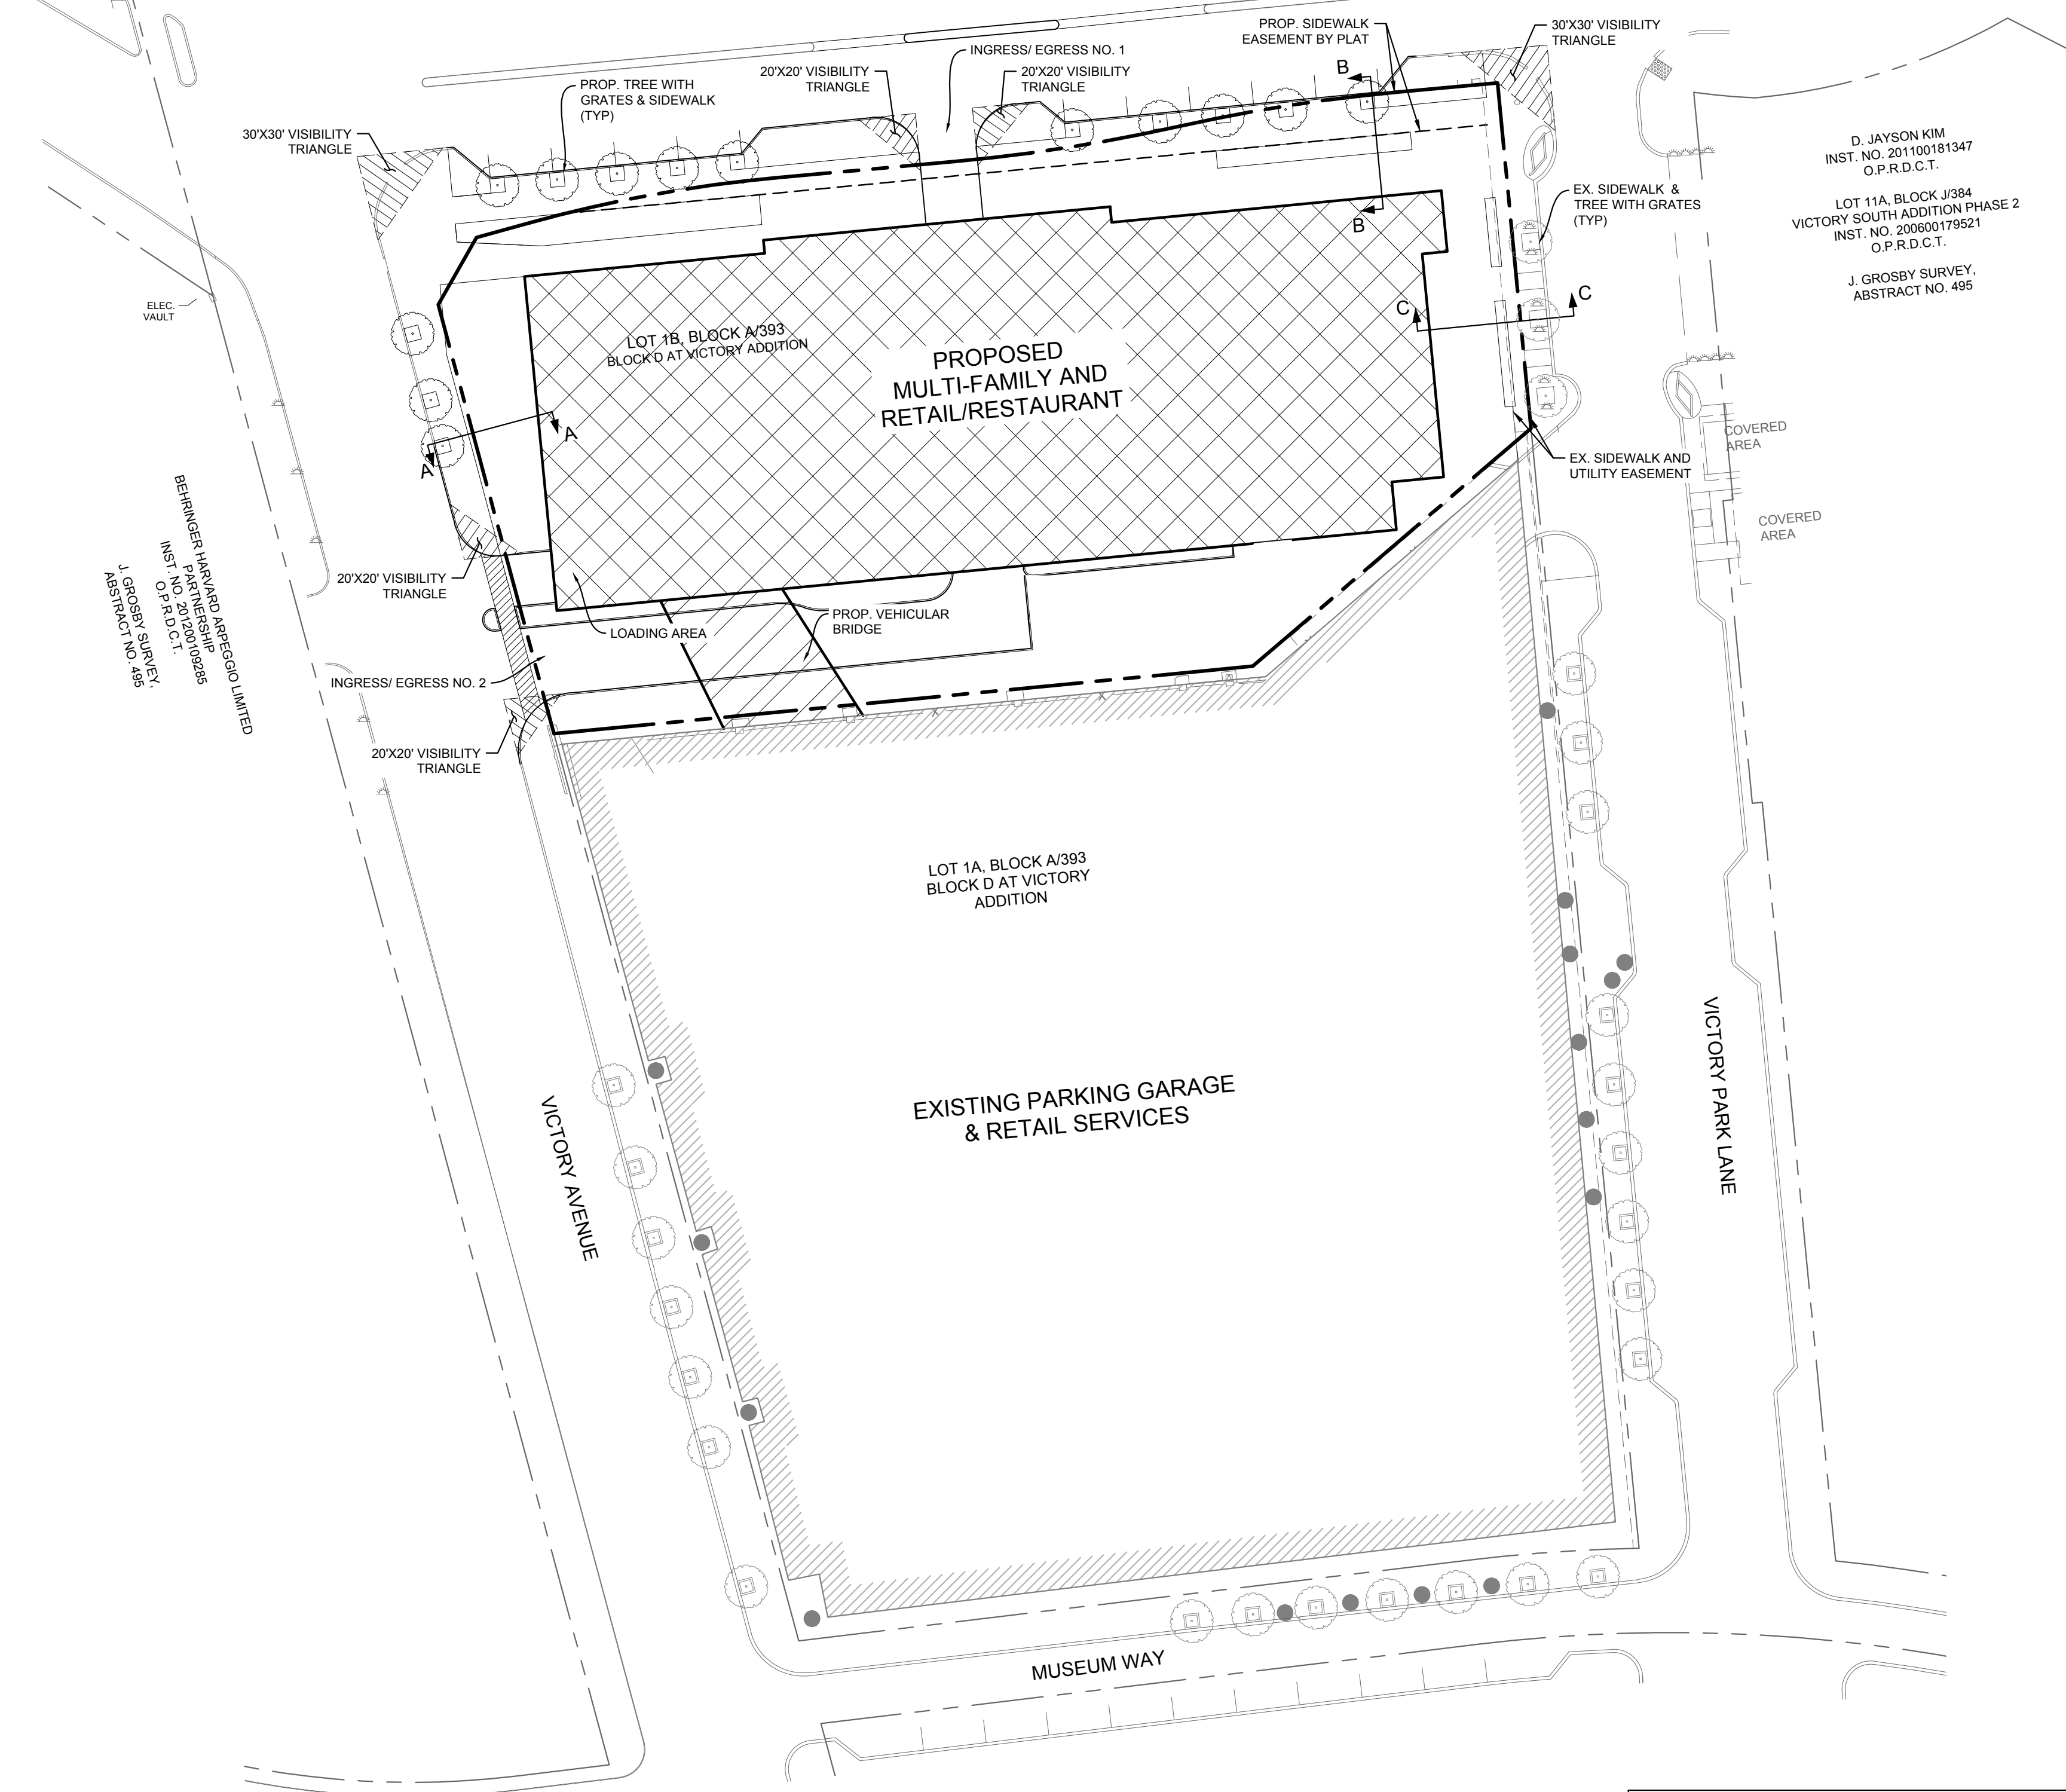 PROP. SIDEWALK
EASEMENT BY PLAT
30'X30' VISIBILITY
TRIANGLE
INGRESS/ EGRESS NO. 1
20'X20' VISIBILITY
TRIANGLE
20'X20' VISIBILITY
TRIANGLE
PROP. TREE WITH
GRATES & SIDEWALK
(TYP)
30'X30' VISIBILITY
TRIANGLE
B
B
D. JAYSON KIM
INST. NO. 201100181347
O.P.R.D.C.T.
LOT 11A, BLOCK J/384
VICTORY SOUTH ADDITION PHASE 2
INST. NO. 200600179521
O.P.R.D.C.T.
J. GROSBY SURVEY,
ABSTRACT NO. 495
EX. SIDEWALK &
TREE WITH GRATES
(TYP)
ELEC.
VAULT
C
C
LOT 1B, BLOCK A/393
BLOCK D AT VICTORY ADDITION
PROPOSED
MULTI-FAMILY AND
RETAIL/RESTAURANT
A
A
COVERED
AREA
EX. SIDEWALK AND
UTILITY EASEMENT
COVERED
AREA
BEHRINGER HARVARD ARPEGGIO LIMITED
PARTNERSHIP
INST. NO. 201200109285
O.P.R.D.C.T.
J. GROSBY SURVEY,
ABSTRACT NO. 495
20'X20' VISIBILITY
TRIANGLE
LOADING AREA
PROP. VEHICULAR
BRIDGE
INGRESS/ EGRESS NO. 2
20'X20' VISIBILITY
TRIANGLE
LOT 1A, BLOCK A/393
BLOCK D AT VICTORY
ADDITION
EXISTING PARKING GARAGE
& RETAIL SERVICES
VICTORY AVENUE
VICTORY PARK LANE
MUSEUM WAY